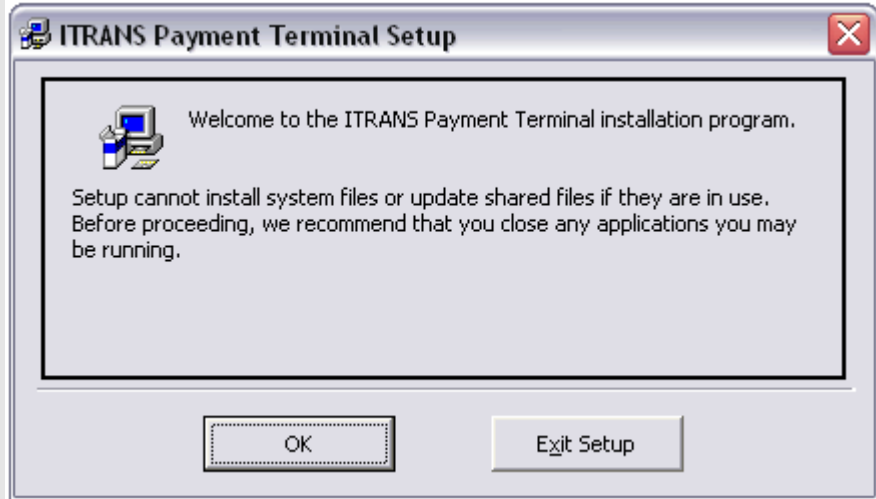 ITRANS Payment Terminal Setup
Welcome to the ITRANS Payment Terminal installation program.
Setup cannot install system files or update shared files if they are in use.
Before proceeding, we recommend that you close any applications you may
be running.
OK
Exit Setup